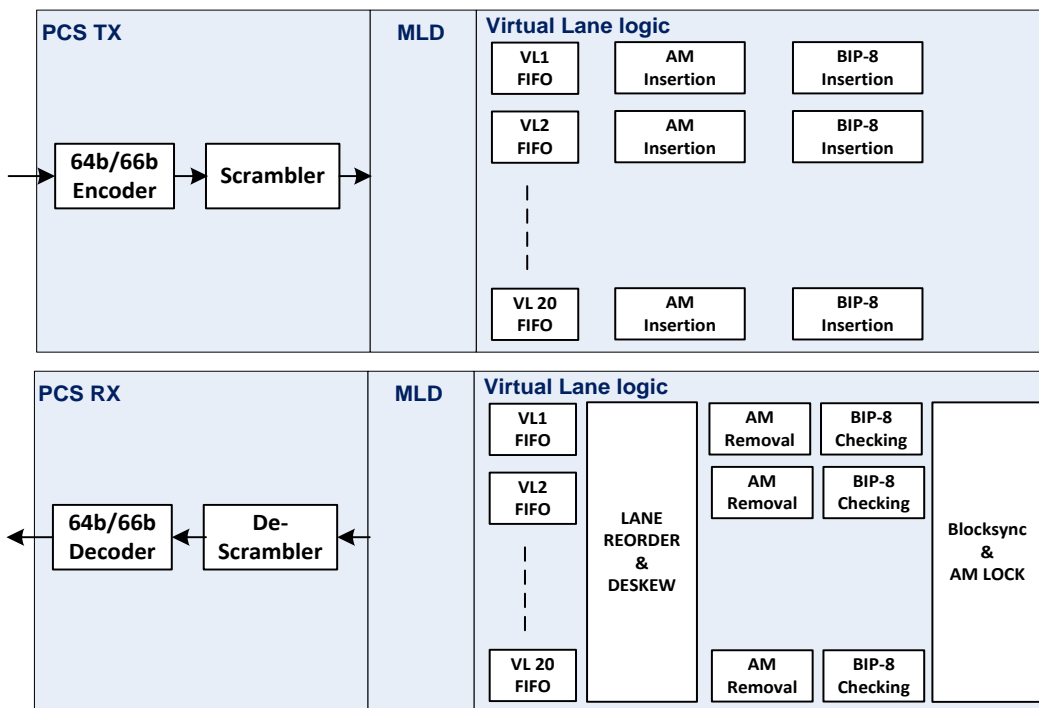 PCS TX
MLD
Virtual Lane logic
VL1
FIFO
AM
Insertion
BIP-8
Insertion
VL2
FIFO
AM
Insertion
BIP-8
Insertion
64b/66b
Encoder
Scrambler
VL 20
FIFO
AM
Insertion
BIP-8
Insertion
PCS RX
MLD
Virtual Lane logic
VL1
FIFO
AM
Removal
BIP-8
Checking
VL2
FIFO
AM
Removal
BIP-8
Checking
64b/66b
Decoder
De-
Scrambler
LANE
REORDER
&
DESKEW
Blocksync
&
AM LOCK
VL 20
FIFO
AM
Removal
BIP-8
Checking